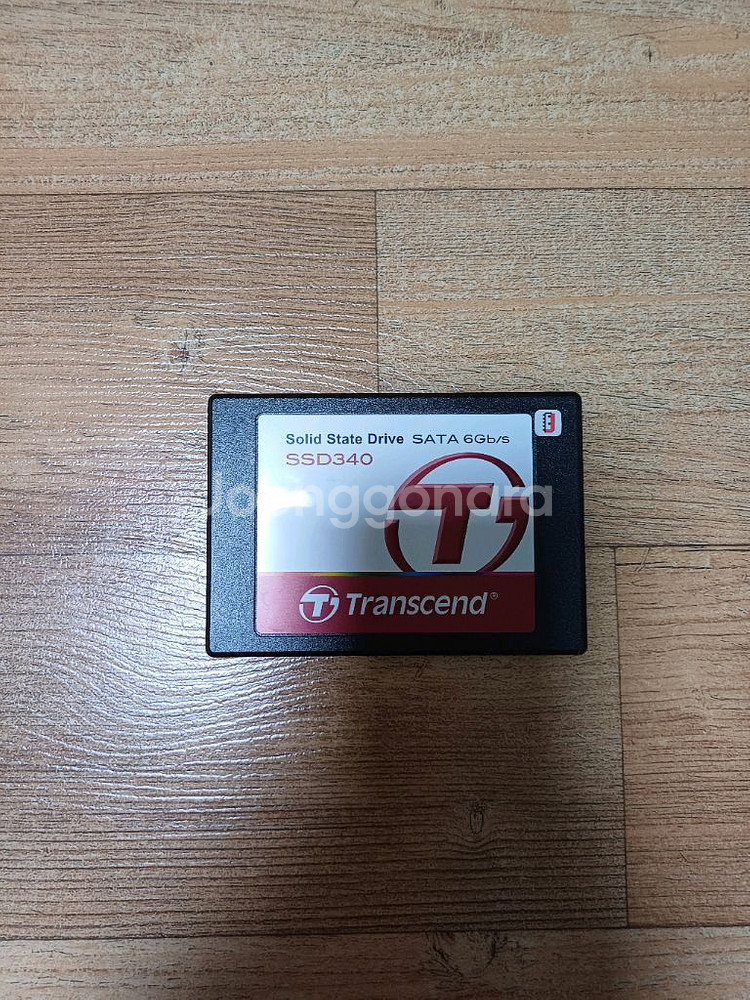 Solid State Drive SATA 6Gb/s
SSD340
Joonggonara
Transcend®